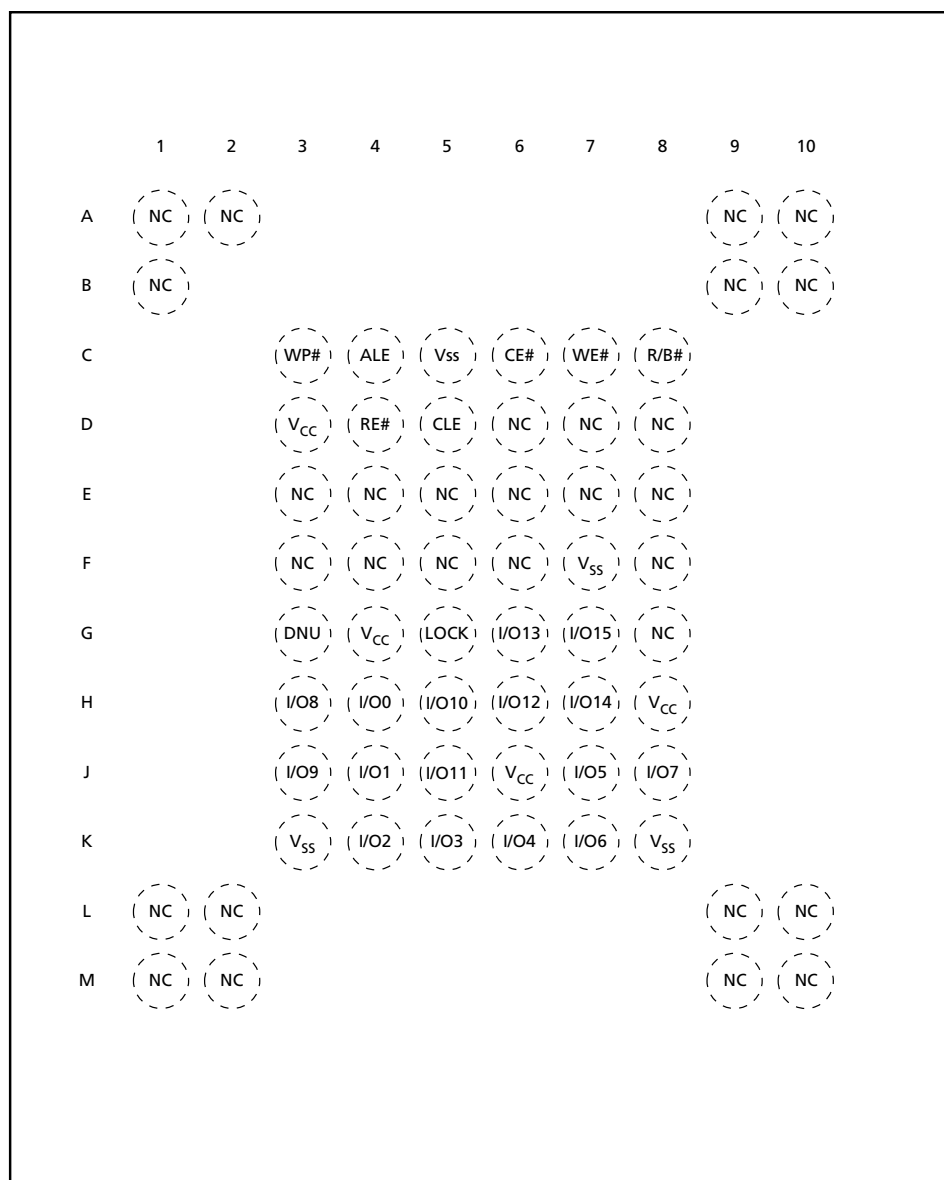 1 2 3 4 5 6 7 8 9 10
A NC NC NC NC
B NC NC NC
C WP# ALE Vss CE# WE# R/B#
D VCC RE# CLE NC NC NC
E NC NC NC NC NC NC
F NC NC NC NC VSS NC
G DNU VCC LOCK I/O13 I/O15 NC
H I/O8 I/O0 I/O10 I/O12 I/O14 VCC
J I/O9 I/O1 I/O11 VCC I/O5 I/O7
K VSS I/O2 I/O3 I/O4 I/O6 VSS
L NC NC NC NC
M NC NC NC NC